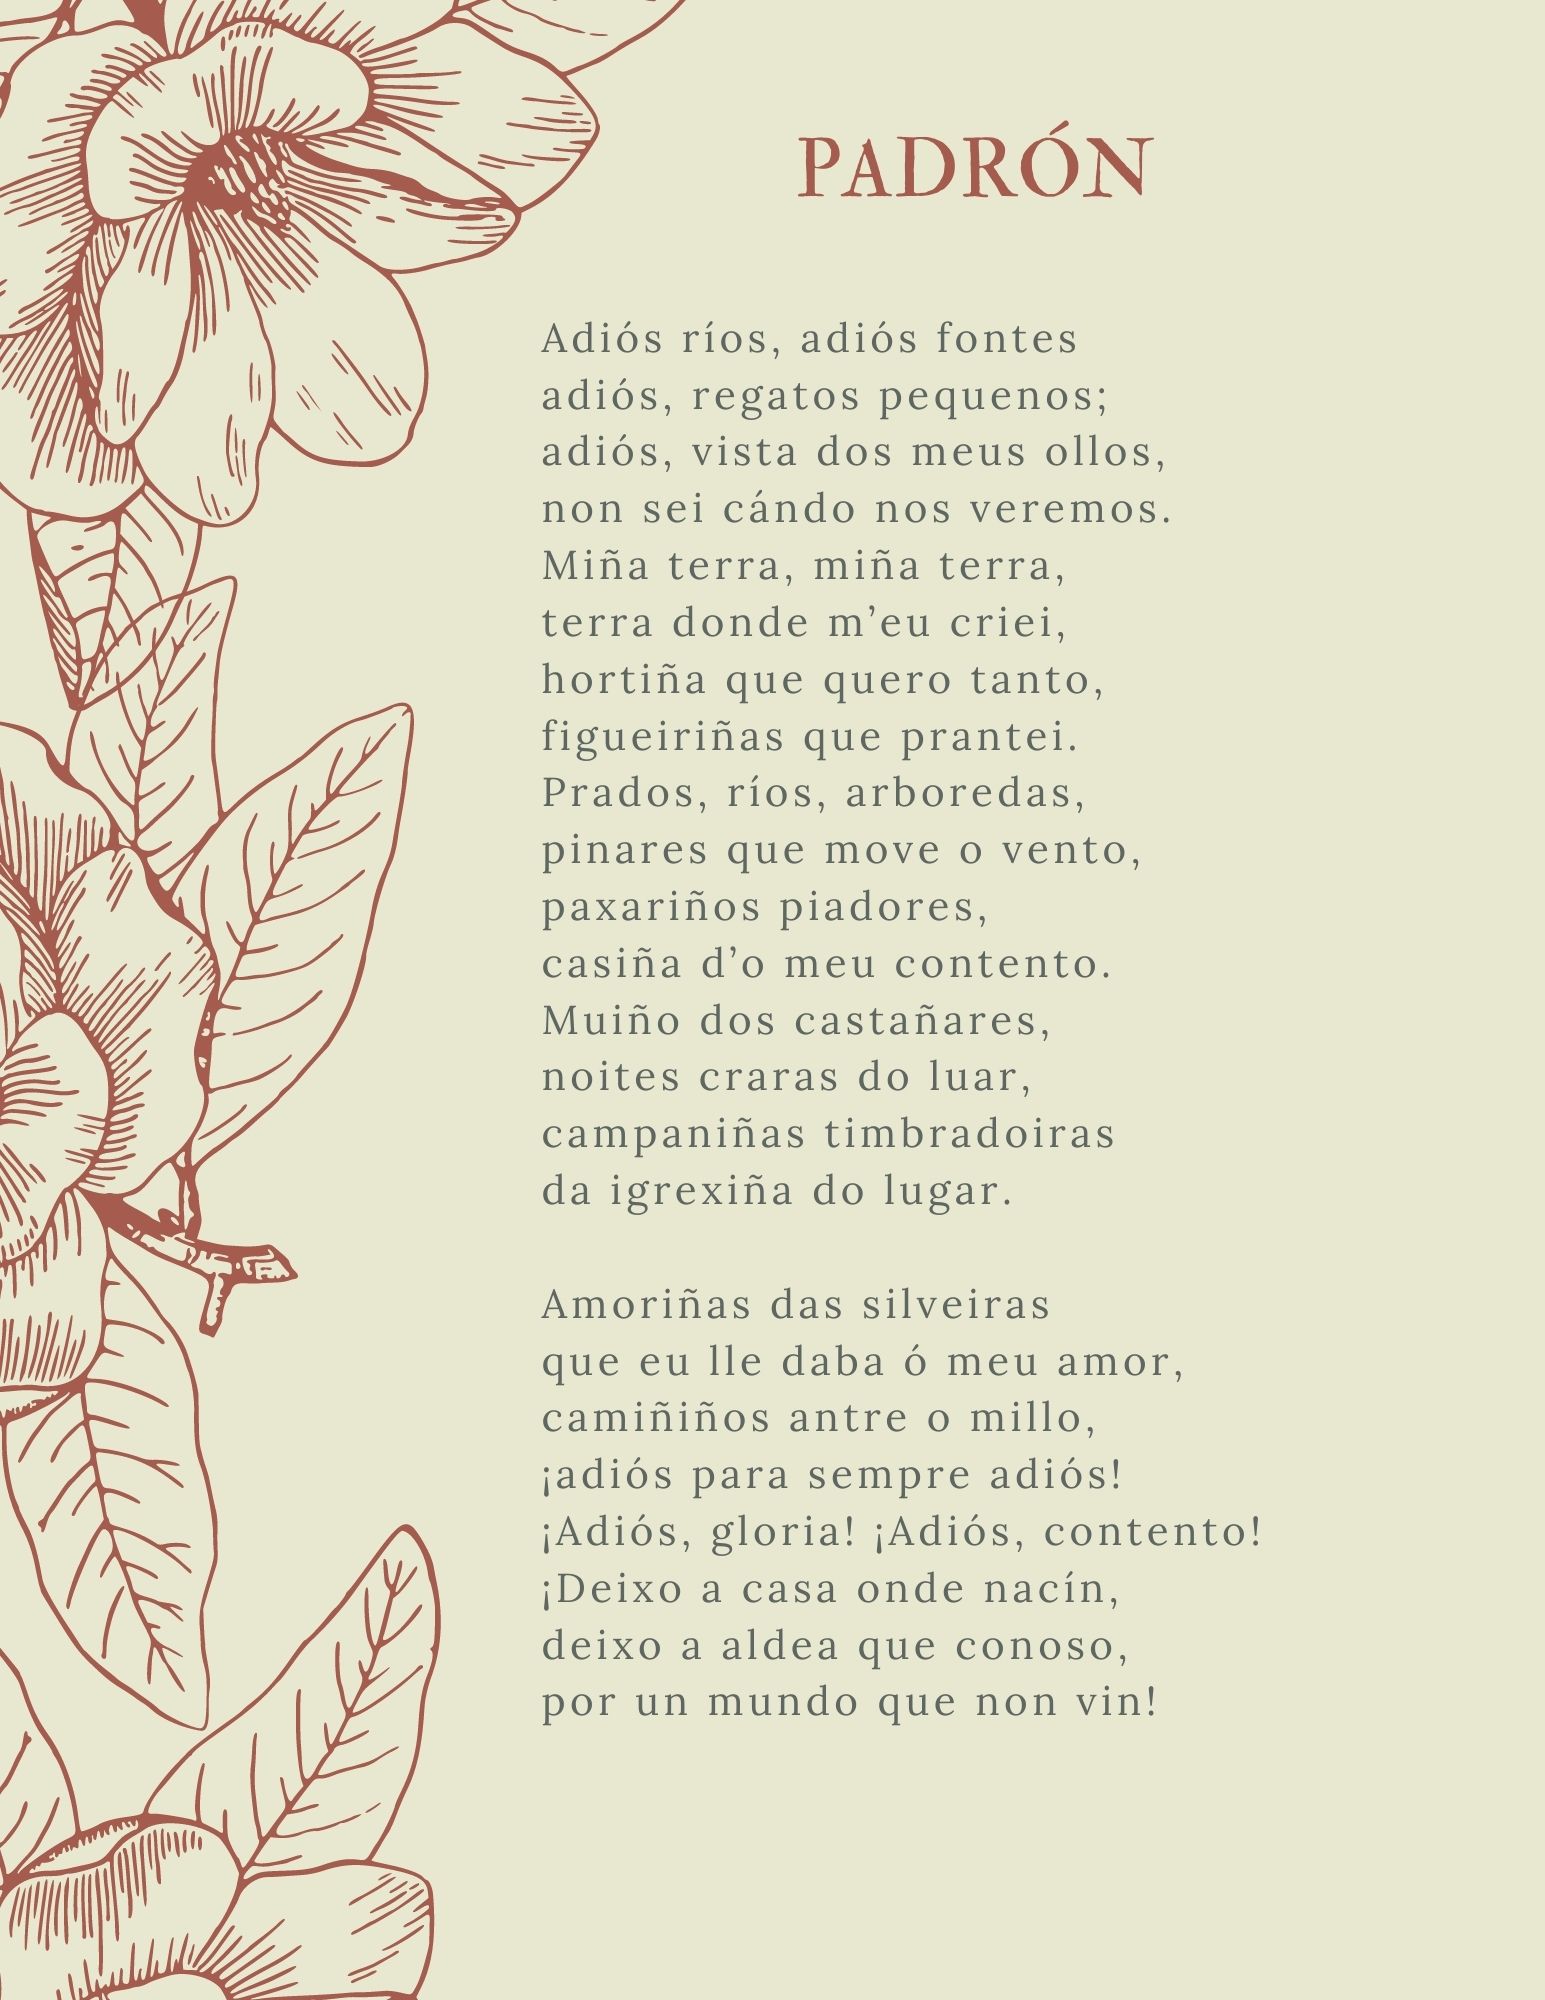 PADRÓN
Adiós ríos, adiós fontes
adiós, regatos pequenos;
adiós, vista dos meus ollos,
non sei cándo nos veremos.
Miña terra, miña terra,
terra donde m’eu criei,
hortiña que quero tanto,
figueiriñas que prantei.
Prados, ríos, arboredas,
pinares que move o vento,
paxariños piadores,
casiña d’o meu contento.
Muiño dos castañares,
noites craras do luar,
campaniñas timbradoiras
da igrexiña do lugar.
Amoriñas das silveiras
que eu lle daba ó meu amor,
camiñiños antre o millo,
¡adiós para sempre adiós!
¡Adiós, gloria! ¡Adiós, contento!
¡Deixo a casa onde nacín,
deixo a aldea que conoso,
por un mundo que non vin!